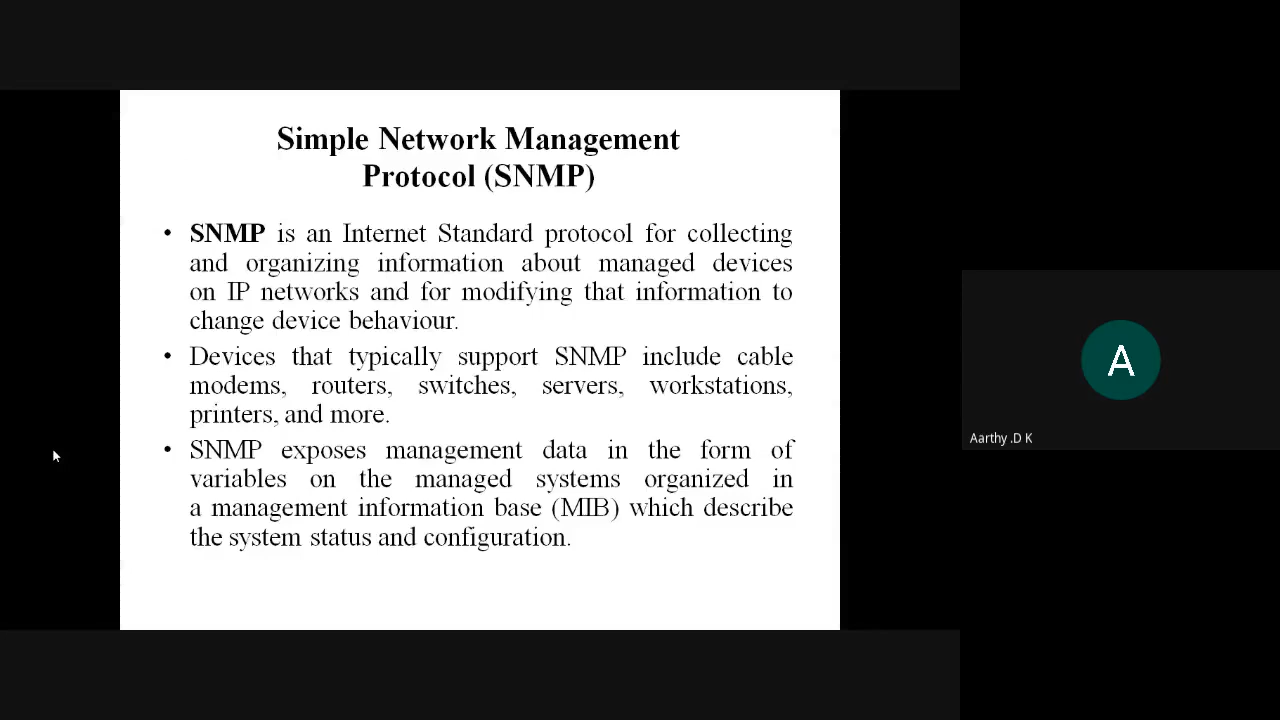 Simple Network Management
Protocol (SNMP)
• SNMP is an Internet Standard protocol for collecting
and organizing information about managed devices
on IP networks and for modifying that information to
change device behaviour.
• Devices that typically support SNMP include cable
modems, routers, switches, servers, workstations,
printers, and more.
• SNMP exposes management data in the form of
variables on the managed systems organized in
a management information base (MIB) which describe
the system status and configuration.
A
Aarthy .D K